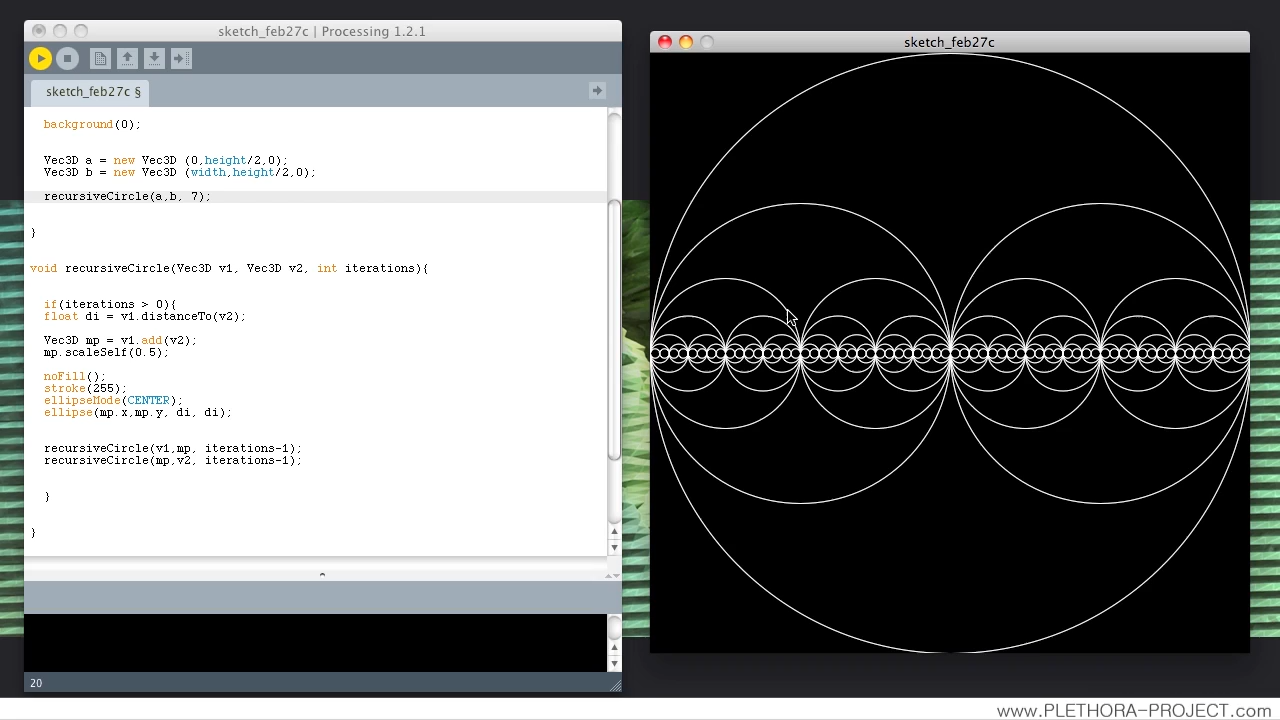 sketch_feb27c | Processing 1.2.1
sketch_feb27c §
background(0);
Vec3D a = new Vec3D (0,height/2,0);
Vec3D b = new Vec3D (width,height/2,0);
recursiveCircle(a,b, 7);
}
void recursiveCircle(Vec3D v1, Vec3D v2, int iterations){
if(iterations > 0){
float di = v1.distanceTo(v2);
Vec3D mp = v1.add(v2);
mp.scaleSelf(0.5);
noFill();
stroke(255);
ellipseMode(CENTER);
ellipse(mp.x,mp.y, di, di);
recursiveCircle(v1,mp, iterations-1);
recursiveCircle(mp,v2, iterations-1);
}
}
20
sketch_feb27c
www.PLETHORA-PROJECT.com